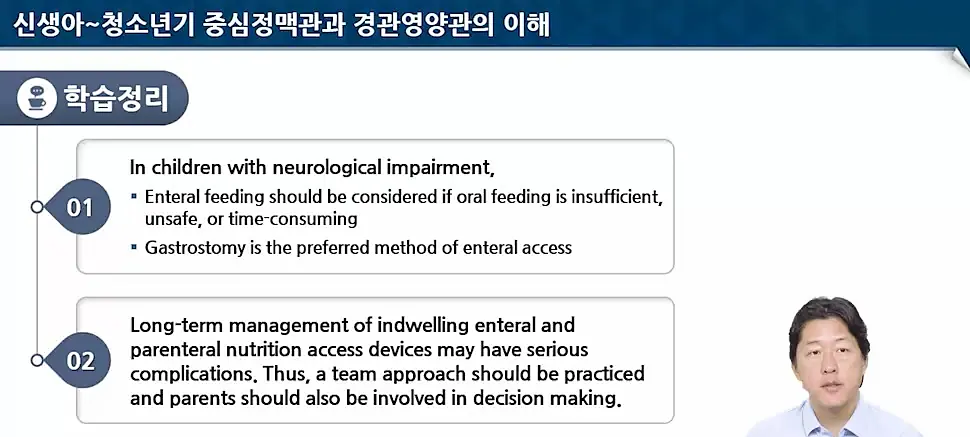 신생아~청소년기 중심정맥관과 경관영양관의 이해
학습정리
01
In children with neurological impairment,
▪ Enteral feeding should be considered if oral feeding is insufficient,
unsafe, or time-consuming
▪ Gastrostomy is the preferred method of enteral access
02
Long-term management of indwelling enteral and
parenteral nutrition access devices may have serious
complications. Thus, a team approach should be practiced
and parents should also be involved in decision making.